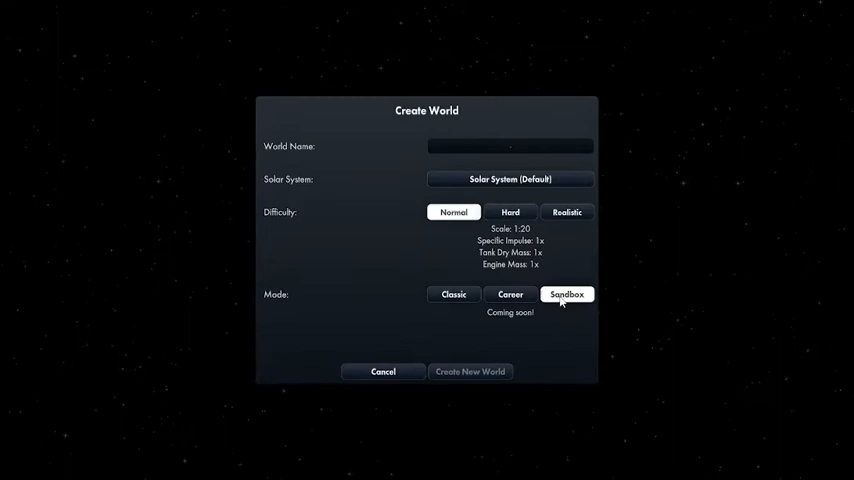 Create World
World Name: -
Solar System: Solar System (Default)
Difficulty: Normal Hard Realistic
Scale: 1:20
Specific Impulse: 1x
Tank Dry Mass: 1x
Engine Mass: 1x
Mode: Classic Career Sandbox
Coming soon!
Cancel Create New World